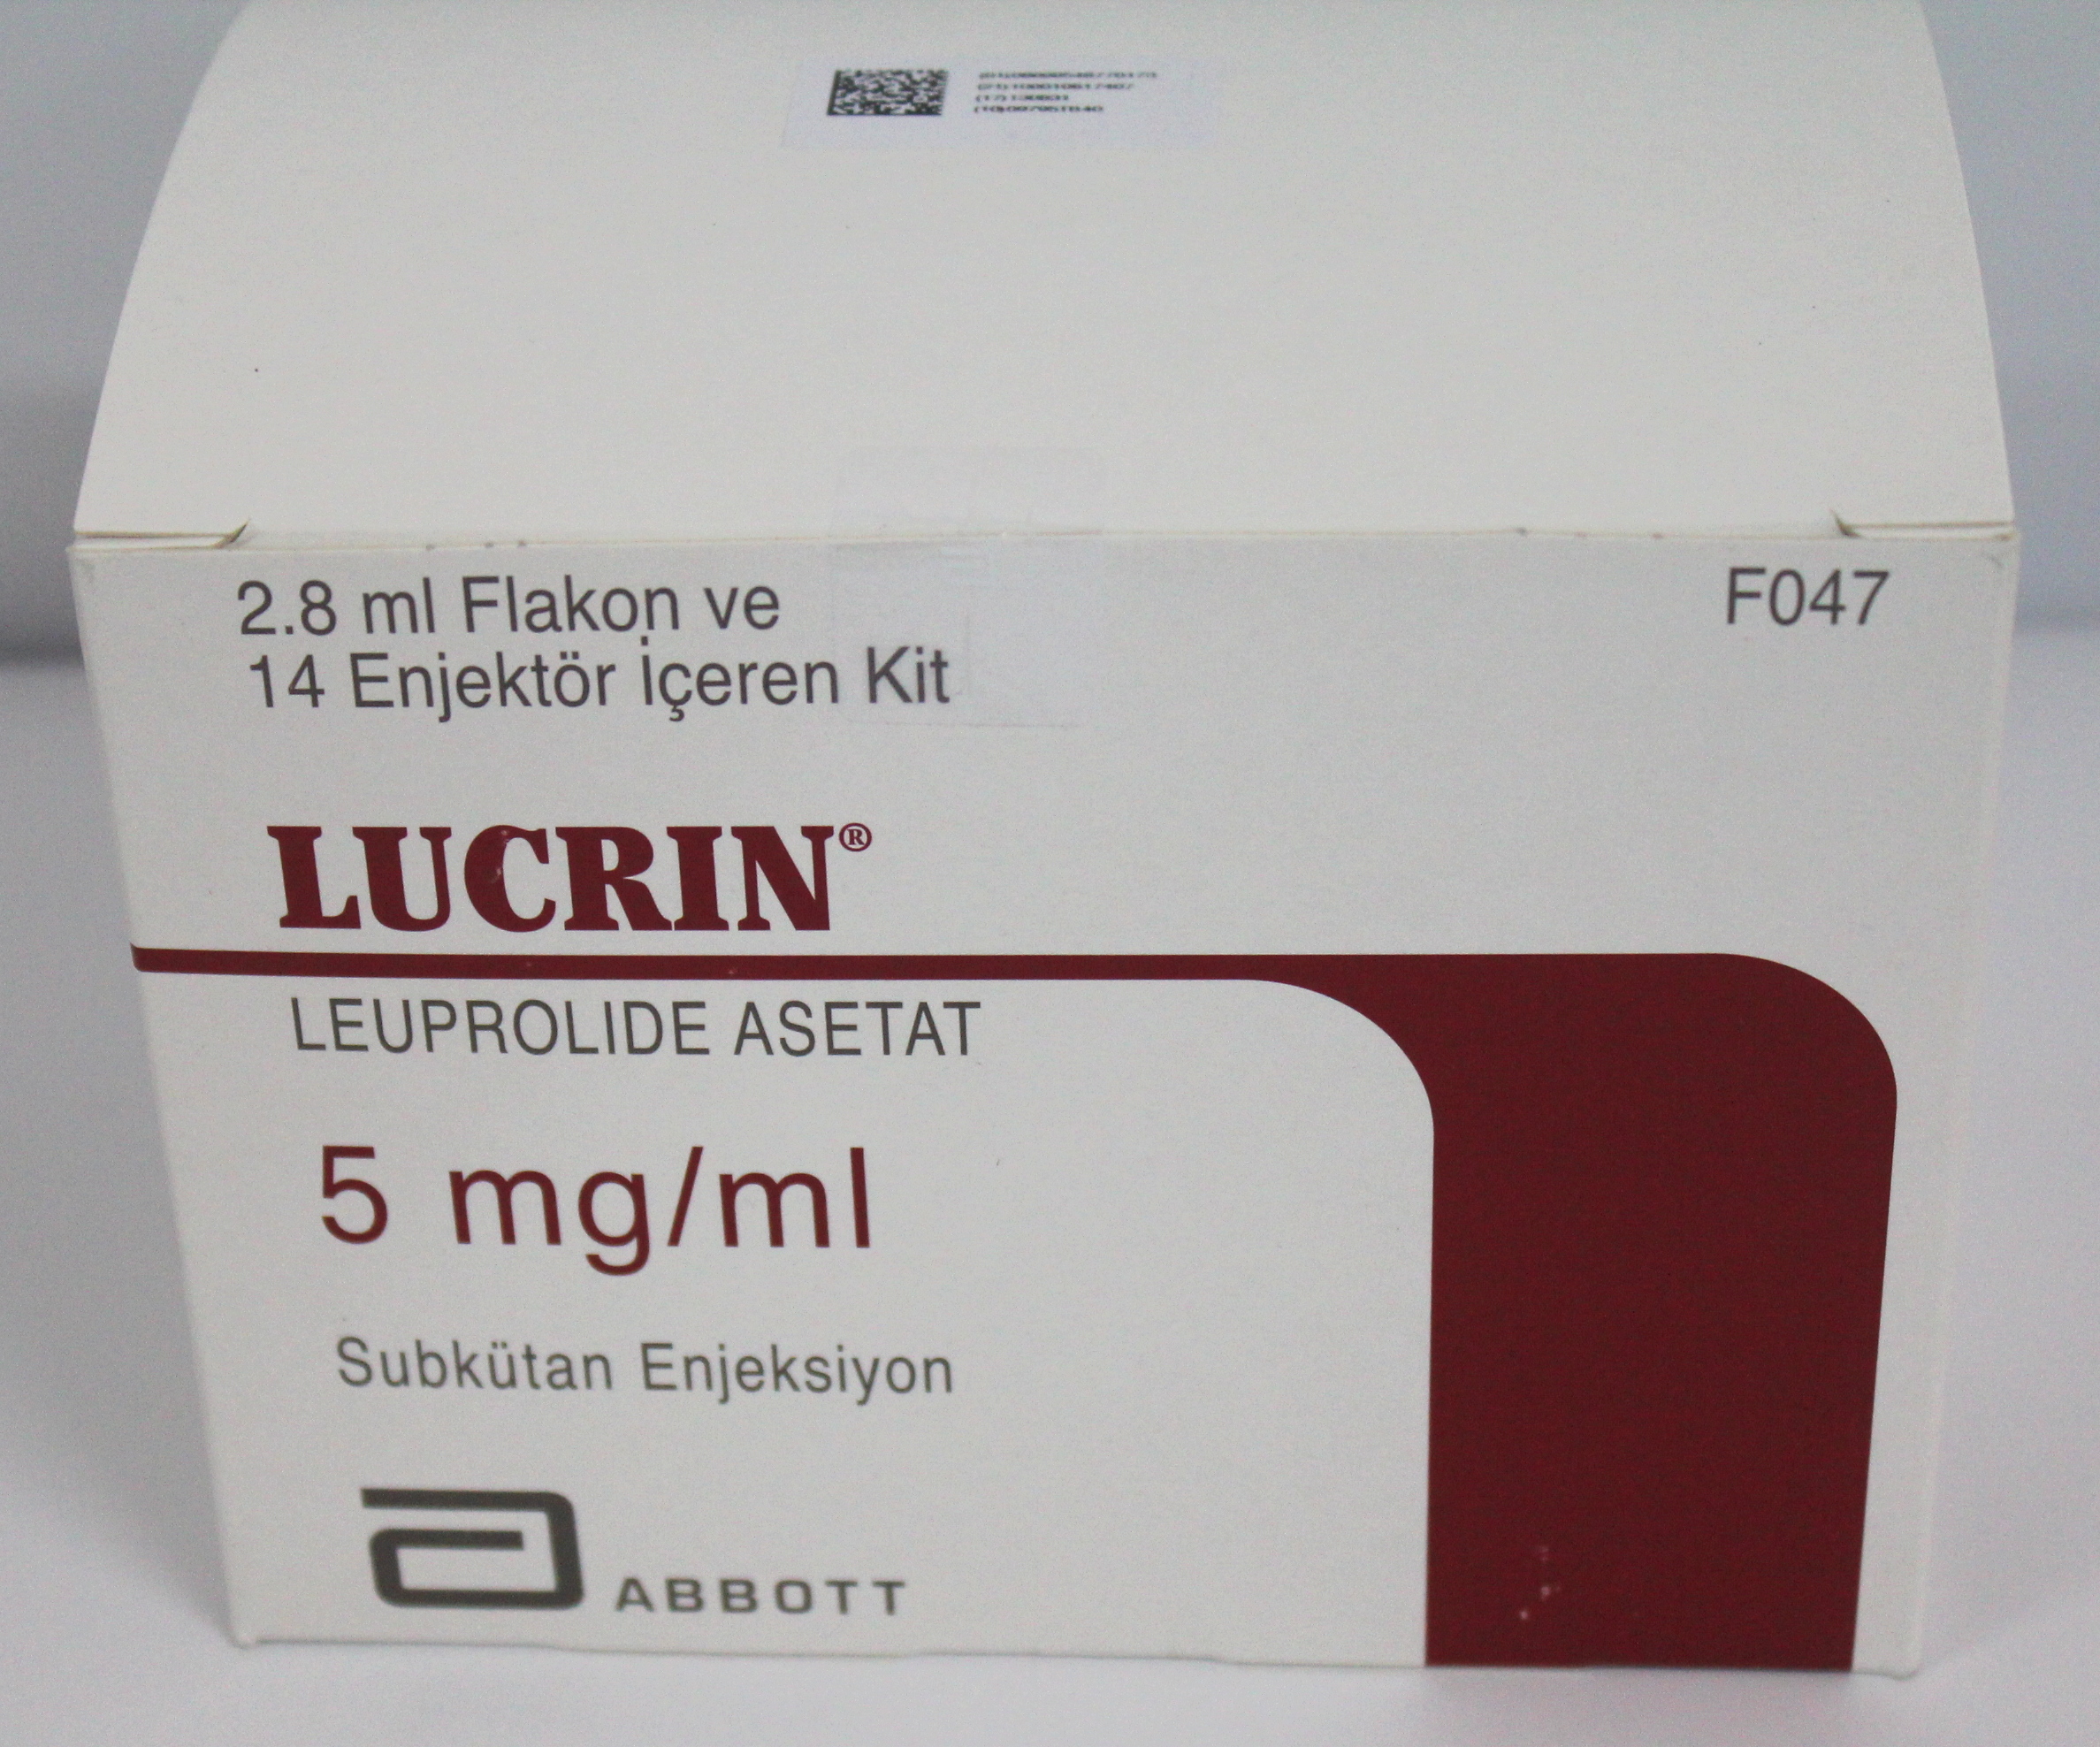 2.8 ml Flakon ve
14 Enjektör İçeren Kit
F047
LUCRIN®
LEUPROLIDE ASETAT
5 mg/ml
Subkütan Enjeksiyon
ABBOTT